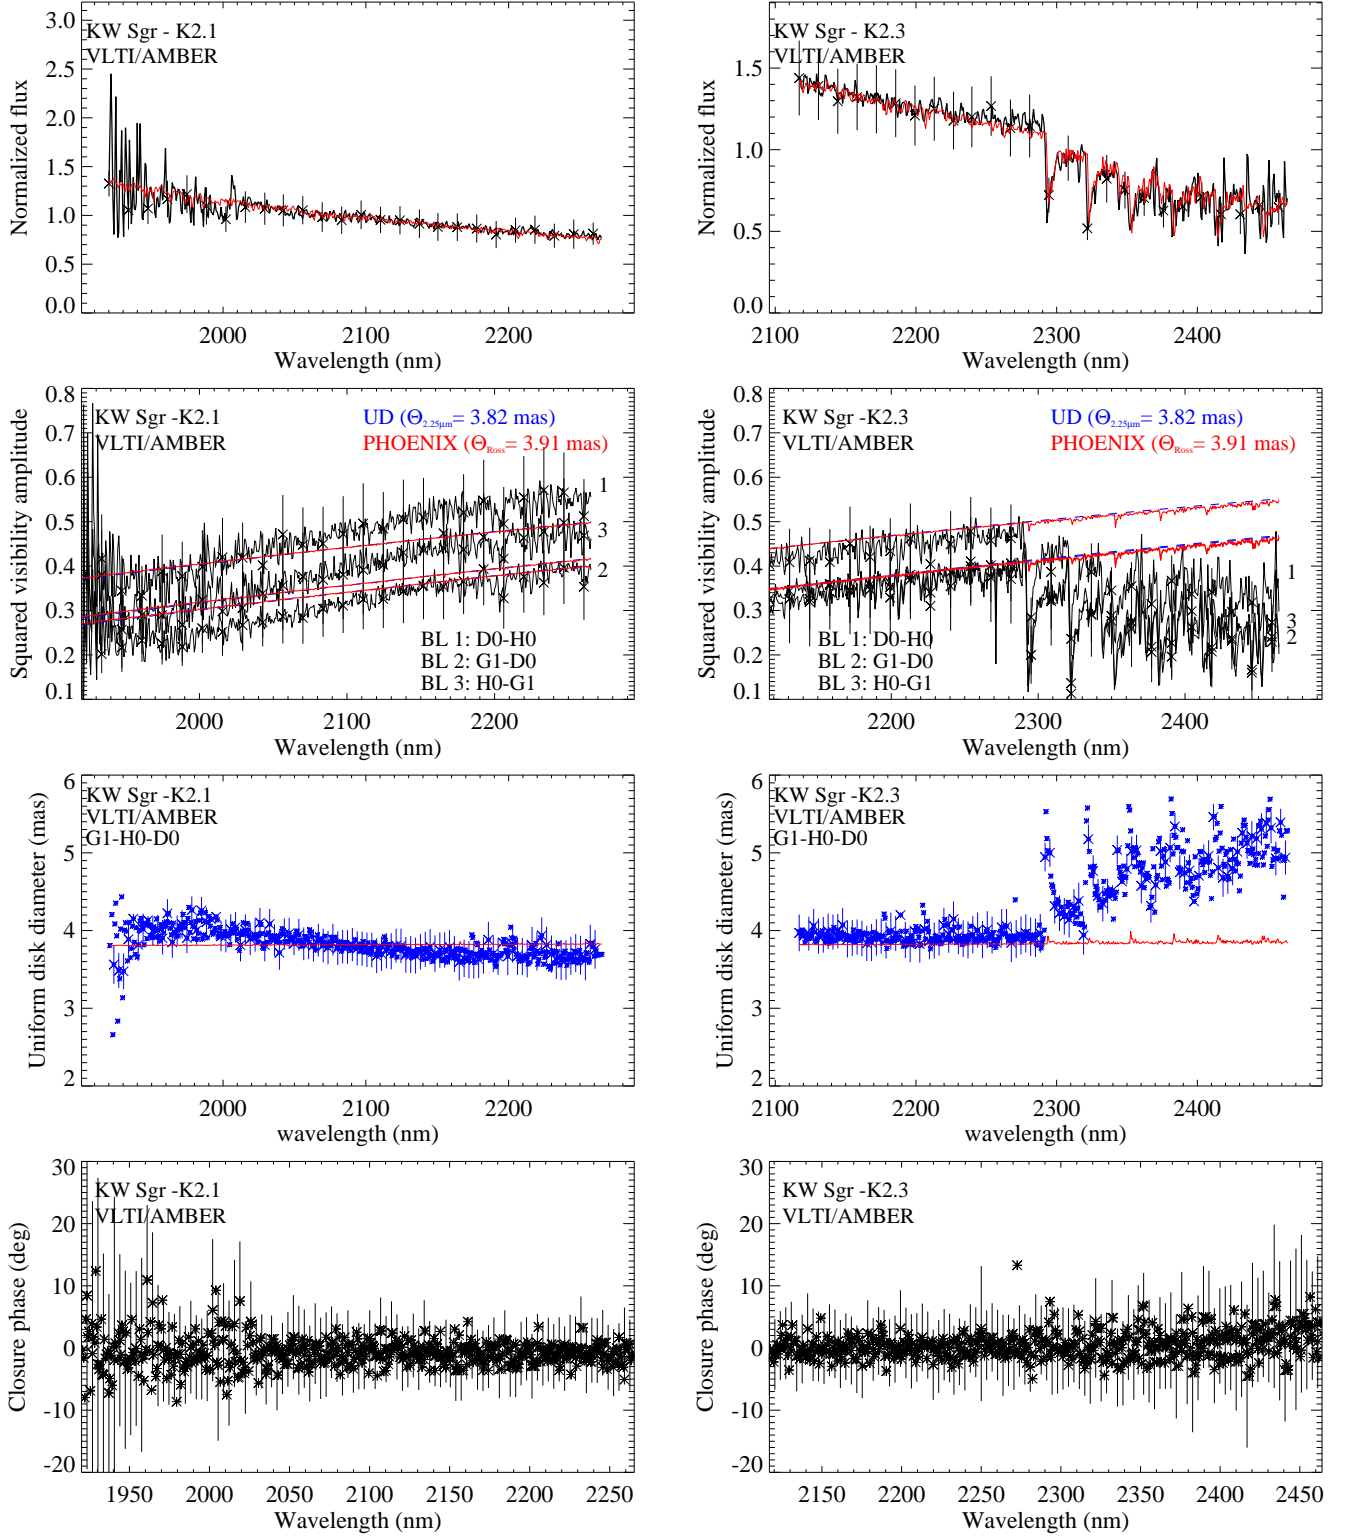 KW Sgr - K2.1
VLTI/AMBER
Normalized flux
3.0
2.5
2.0
1.5
1.0
0.5
0.0
2000
2100
2200
Wavelength (nm)
KW Sgr - K2.3
VLTI/AMBER
Normalized flux
1.5
1.0
0.5
0.0
2100
2200
2300
2400
Wavelength (nm)
KW Sgr -K2.1
VLTI/AMBER
UD (Θ2.25μm= 3.82 mas)
PHOENIX (ΘRoss= 3.91 mas)
Squared visibility amplitude
0.8
0.7
0.6
0.5
0.4
0.3
0.2
0.1
1
3
2
BL 1: D0-H0
BL 2: G1-D0
BL 3: H0-G1
2000
2100
2200
Wavelength (nm)
KW Sgr -K2.3
VLTI/AMBER
UD (Θ2.25μm= 3.82 mas)
PHOENIX (ΘRoss= 3.91 mas)
Squared visibility amplitude
0.8
0.7
0.6
0.5
0.4
0.3
0.2
0.1
1
3
2
BL 1: D0-H0
BL 2: G1-D0
BL 3: H0-G1
2200
2300
2400
Wavelength (nm)
KW Sgr -K2.1
VLTI/AMBER
G1-H0-D0
Uniform disk diameter (mas)
6
5
4
3
2
2000
2100
2200
wavelength (nm)
KW Sgr -K2.3
VLTI/AMBER
G1-H0-D0
Uniform disk diameter (mas)
6
5
4
3
2
2100
2200
2300
2400
wavelength (nm)
KW Sgr -K2.1
VLTI/AMBER
Closure phase (deg)
30
20
10
0
-10
-20
1950
2000
2050
2100
2150
2200
2250
Wavelength (nm)
KW Sgr -K2.3
VLTI/AMBER
Closure phase (deg)
30
20
10
0
-10
-20
2150
2200
2250
2300
2350
2400
2450
Wavelength (nm)